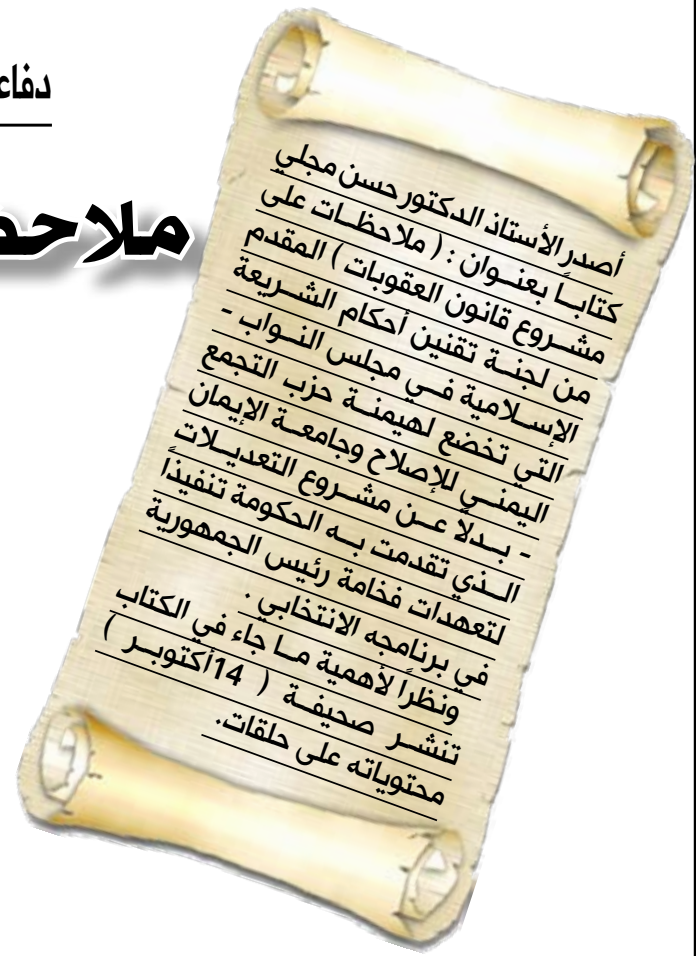 دفاع
ملاحظ
أصدر الأستاذ الدكتور حسن مجلي
كتاباً بعنوان : ( ملاحظات على
مشروع قانون العقوبات ) المقدم
من لجنة تقنين أحكام الشريعة
الإسلامية في مجلس النواب -
التي تخضع لهيمنة حزب التجمع
اليمني للإصلاح وجامعة الإيمان
- بدلاً عن مشروع التعديلات
الذي تقدمت به الحكومة تنفيذاً
لتعهدات فخامة رئيس الجمهورية
في برنامجه الانتخابي .
ونظراً لأهمية ما جاء في الكتاب
تنشر صحيفة ( 14أكتوبر )
محتوياته على حلقات.